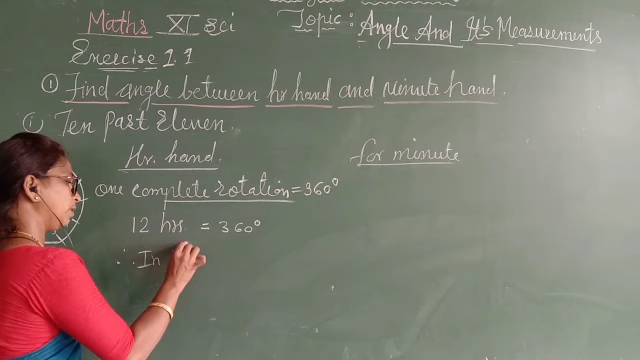 Maths XI Sci
Topic: Angle And It's Measurements
Exercise 1.1
① Find angle between hr hand and minute hand.
i) Ten Past Eleven.
Hr. hand.
for minute
One complete rotation = 360°
12 hrs = 360°
∴ In